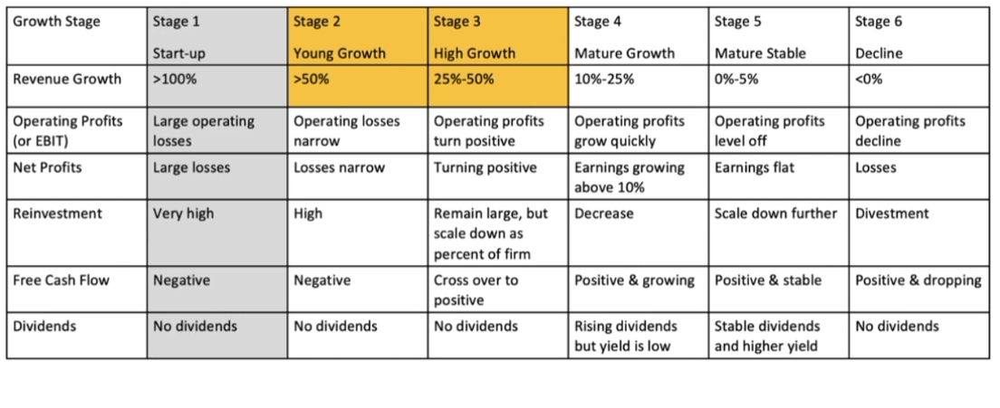 Growth Stage
Stage 1
Start-up
Stage 2
Young Growth
Stage 3
High Growth
Stage 4
Mature Growth
Stage 5
Mature Stable
Stage 6
Decline
Revenue Growth
>100%
>50%
25%-50%
10%-25%
0%-5%
<0%
Operating Profits
(or EBIT)
Large operating
losses
Operating losses
narrow
Operating profits
turn positive
Operating profits
grow quickly
Operating profits
level off
Operating profits
decline
Net Profits
Large losses
Losses narrow
Turning positive
Earnings growing
above 10%
Earnings flat
Losses
Reinvestment
Very high
High
Remain large, but
scale down as
percent of firm
Decrease
Scale down further
Divestment
Free Cash Flow
Negative
Negative
Cross over to
positive
Positive & growing
Positive & stable
Positive & dropping
Dividends
No dividends
No dividends
No dividends
Rising dividends
but yield is low
Stable dividends
and higher yield
No dividends